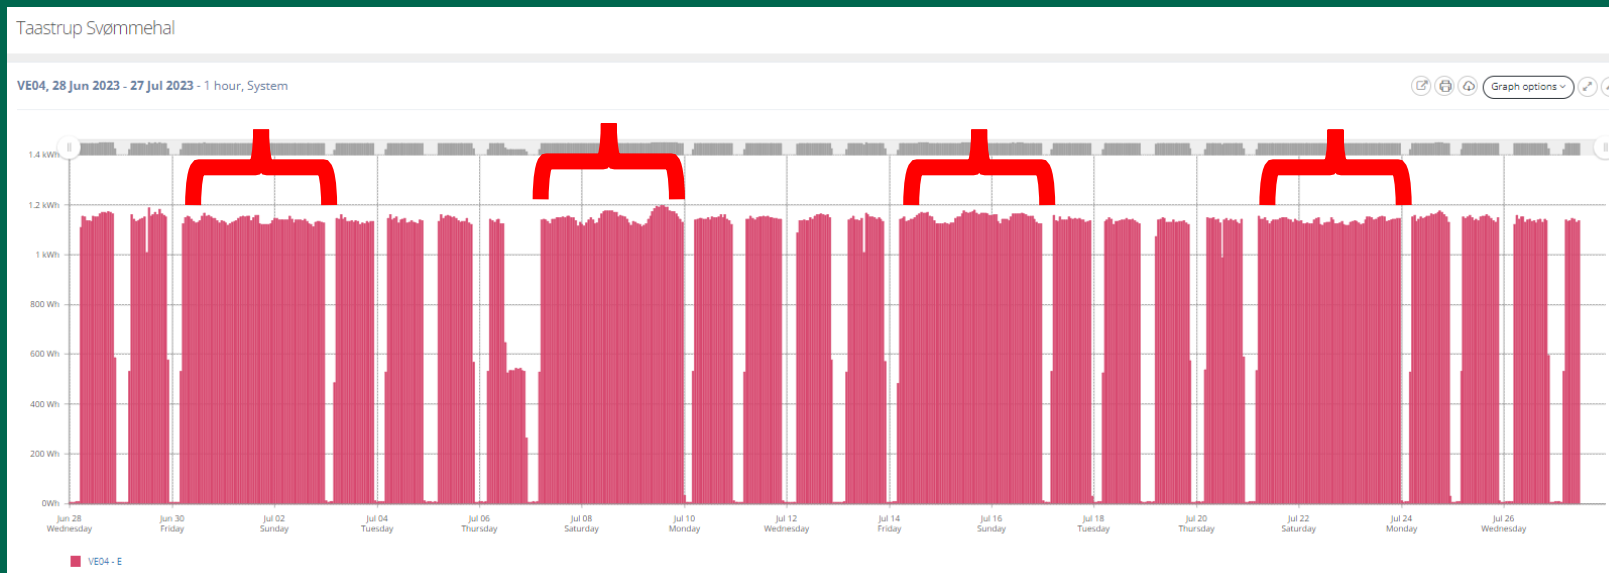 Taastrup Svømmehal
VE04, 28 Jun 2023 - 27 Jul 2023 - 1 hour, System
Graph options
1.4 kWh
1.2 kWh
1 kWh
800 Wh
600 Wh
400 Wh
200 Wh
0Wh
Jun 28 Jun 30 Jul 02 Jul 04 Jul 06 Jul 08 Jul 10 Jul 12 Jul 14 Jul 16 Jul 18 Jul 20 Jul 22 Jul 24 Jul 26
Wednesday Friday Sunday Tuesday Thursday Saturday Monday Wednesday Friday Sunday Tuesday Thursday Saturday Monday Wednesday
VE04 - E